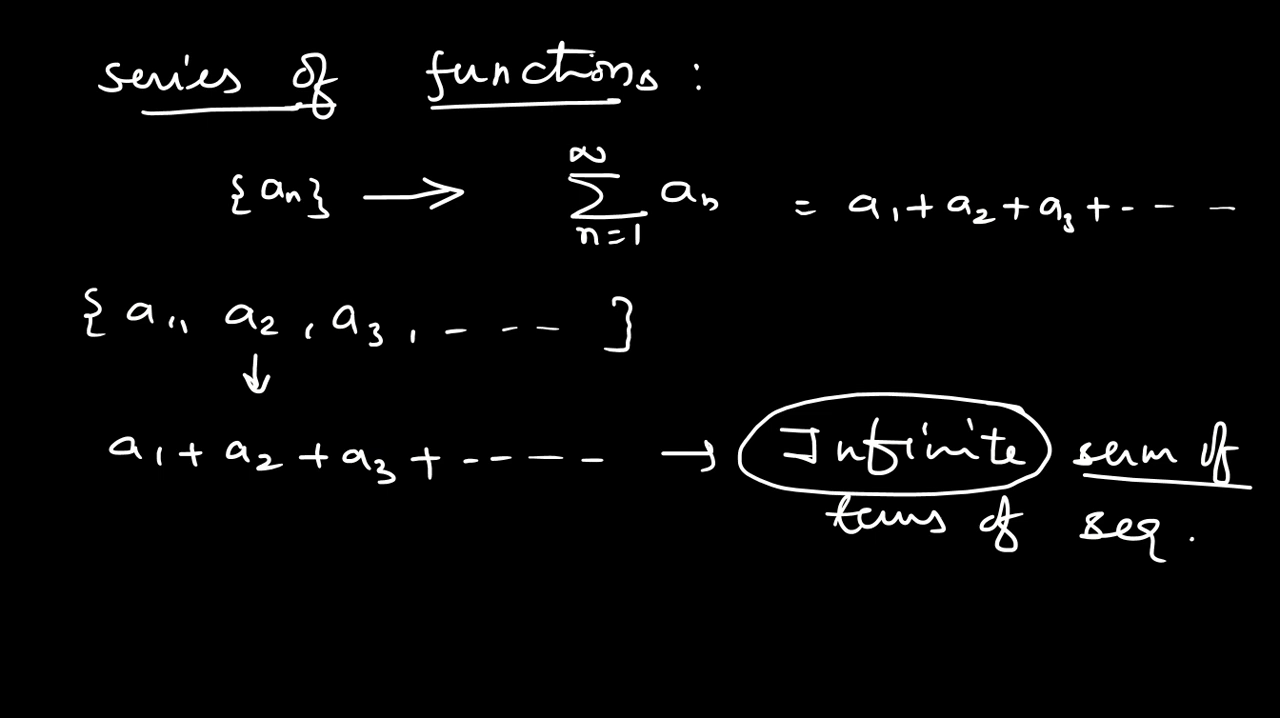 series of functions :
{aₙ} → ∑_{n=1}^{∞} aₙ = a₁ + a₂ + a₃ + - - -
{ a₁, a₂, a₃, - - - }
↓
a₁ + a₂ + a₃ + - - - - - → Infinite sum of
terms of seq.